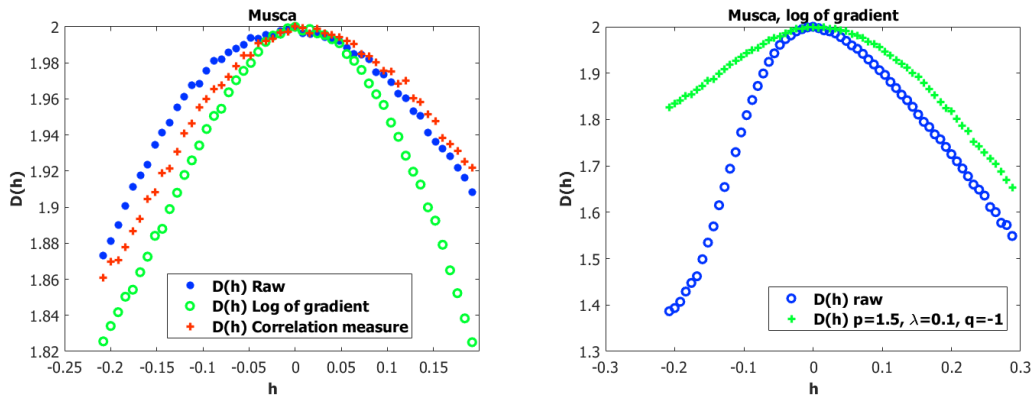 Musca
2
1.98
1.96
1.94
1.92
1.9
1.88
1.86
1.84
1.82
D(h)
D(h) Raw
D(h) Log of gradient
D(h) Correlation measure
-0.25 -0.2 -0.15 -0.1 -0.05 0 0.05 0.1 0.15
h
Musca, log of gradient
2
1.9
1.8
1.7
1.6
1.5
1.4
1.3
D(h)
D(h) raw
D(h) p=1.5, λ=0.1, q=-1
-0.3 -0.2 -0.1 0 0.1 0.2 0.3
h